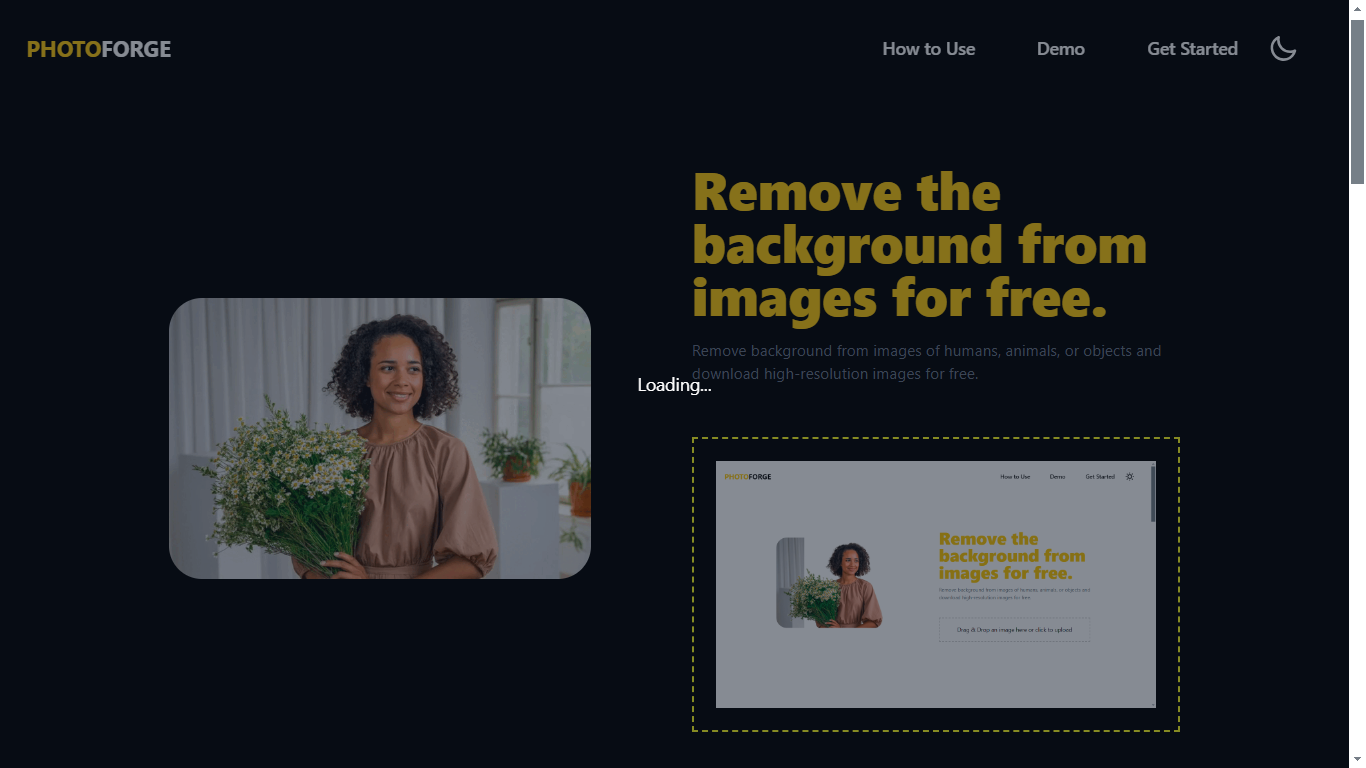 PHOTOFORGE
How to Use
Demo
Get Started
Remove the
background from
images for free.
Remove background from images of humans, animals, or objects and
download high-resolution images for free.
Loading...
PHOTOFORGE
How to Use
Demo
Get Started
Remove the
background from
images for free.
Remove background from images of humans, animals, or objects and
download high-resolution images for free.
Drag & Drop an image here or click to upload